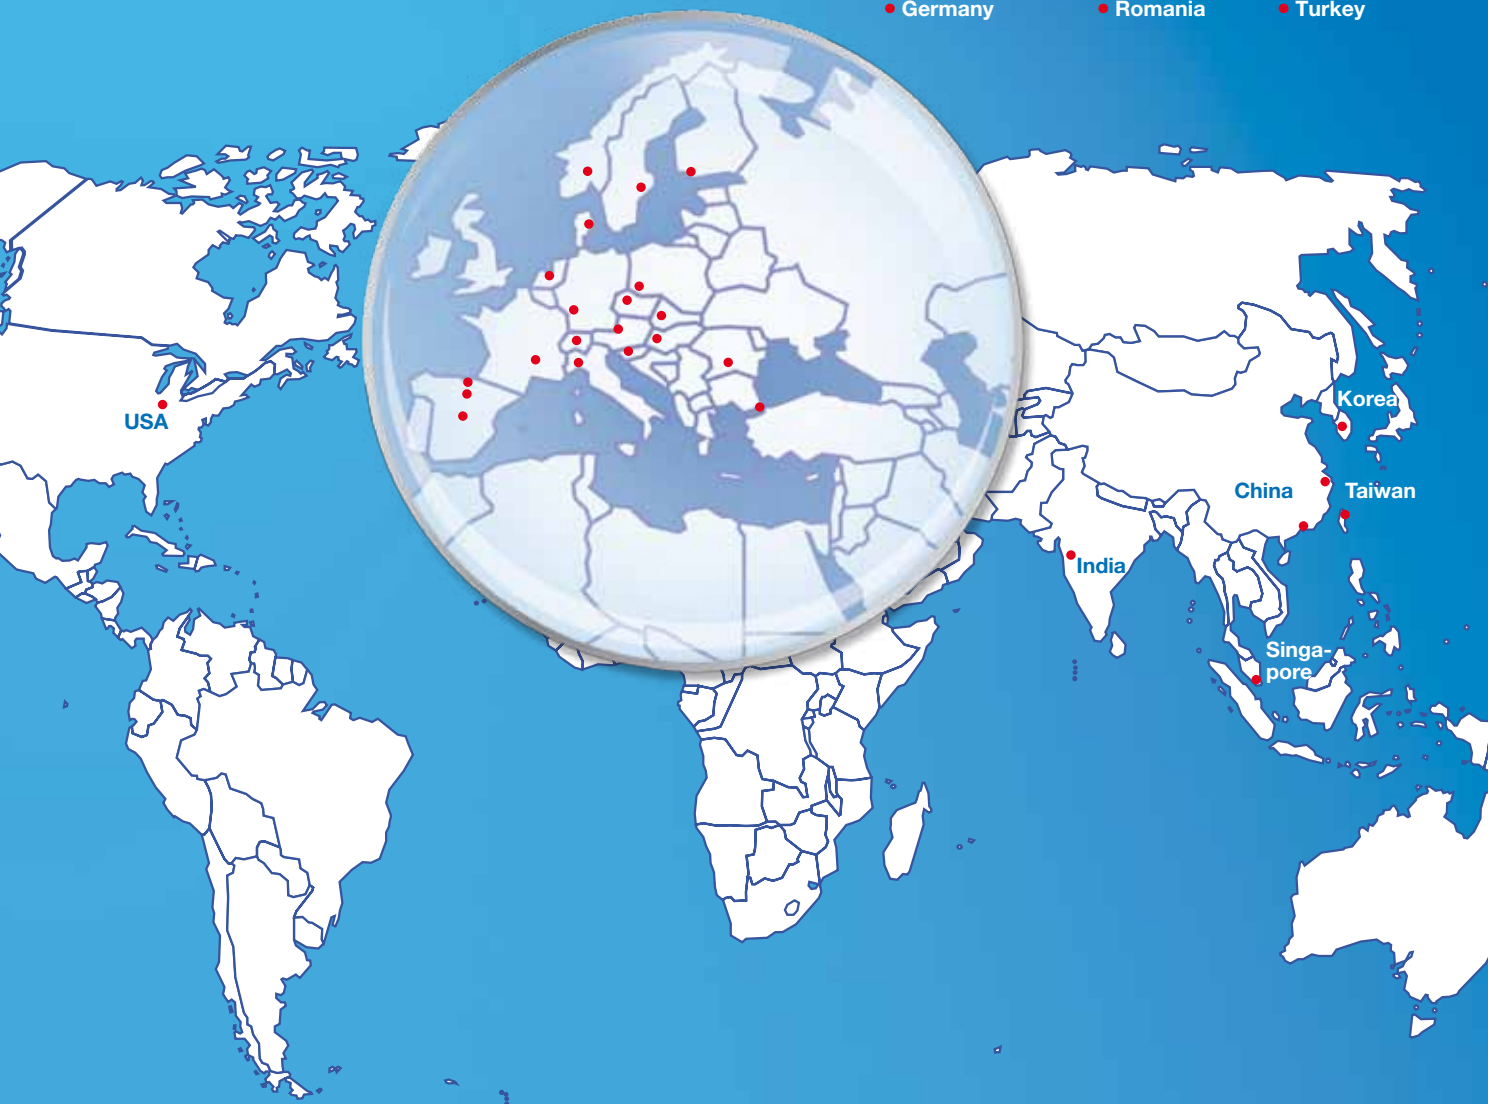 Germany
Romania
Turkey
USA
Korea
China
Taiwan
India
Singa-
pore